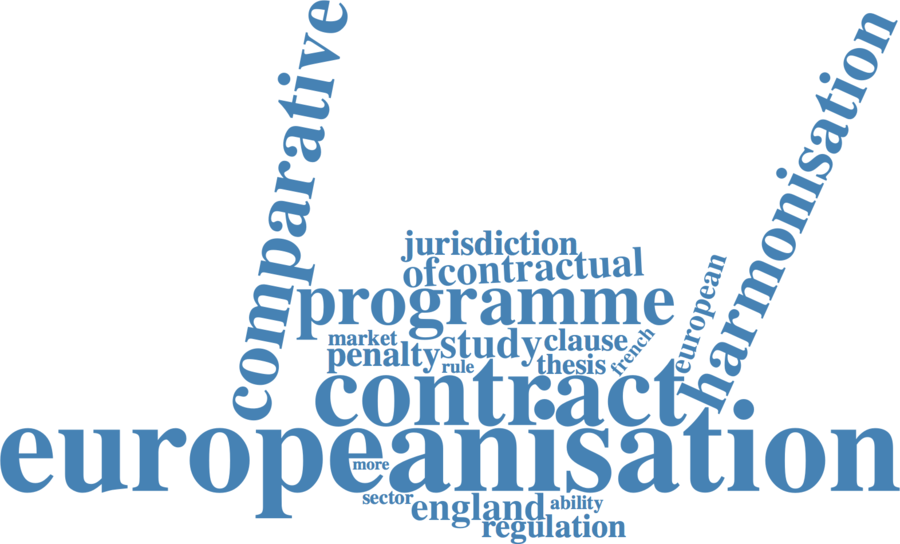 comparative
harmonisation
jurisdiction
ofcontractual
european
programme
market
study
clause
french
penalty
rule
thesis
contract
europeanisation
more
sector
england
ability
regulation